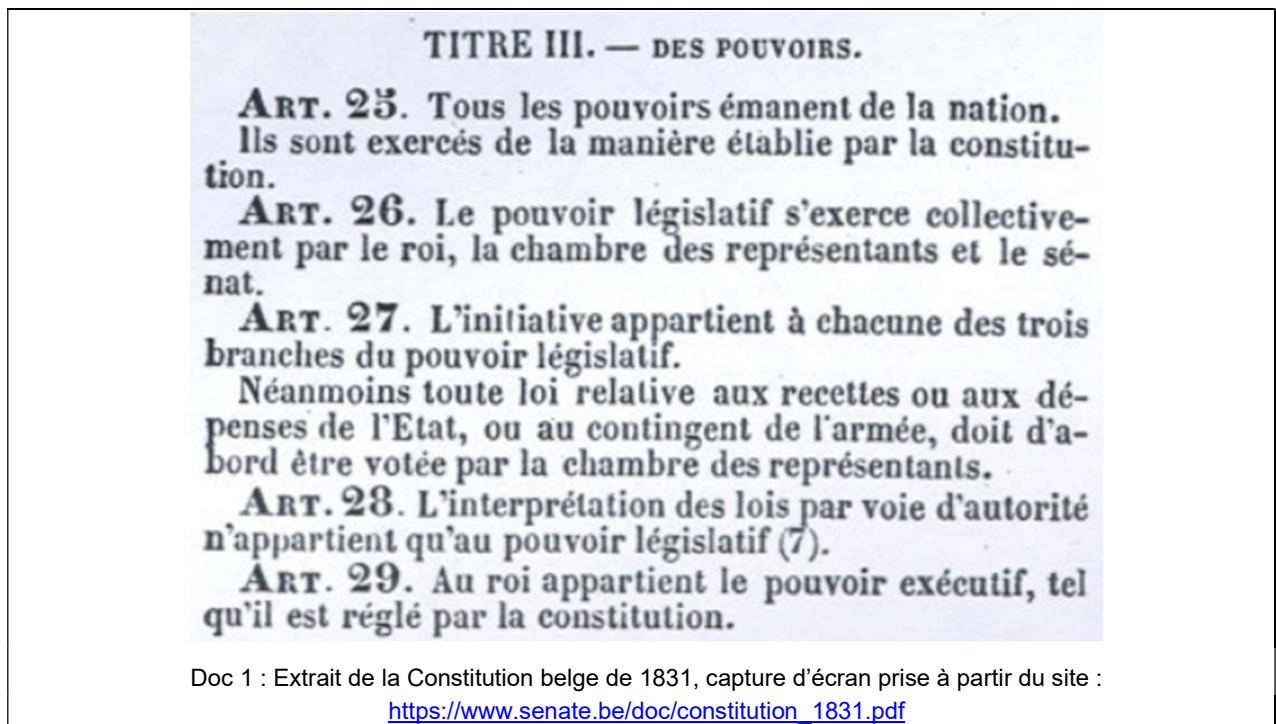 TITRE III. — DES POUVOIRS.
ART. 25. Tous les pouvoirs émanent de la nation.
Ils sont exercés de la manière établie par la constitu-
tion.
ART. 26. Le pouvoir législatif s'exerce collective-
ment par le roi, la chambre des représentants et le sé-
nat.
ART. 27. L'initiative appartient à chacune des trois
branches du pouvoir législatif.
Néanmoins toute loi relative aux recettes ou aux dé-
penses de l'Etat, ou au contingent de l'armée, doit d'a-
bord être votée par la chambre des représentants.
ART. 28. L'interprétation des lois par voie d'autorité
n'appartient qu'au pouvoir législatif (7).
ART. 29. Au roi appartient le pouvoir exécutif, tel
qu'il est réglé par la constitution.
Doc 1 : Extrait de la Constitution belge de 1831, capture d'écran prise à partir du site :
https://www.senate.be/doc/constitution_1831.pdf